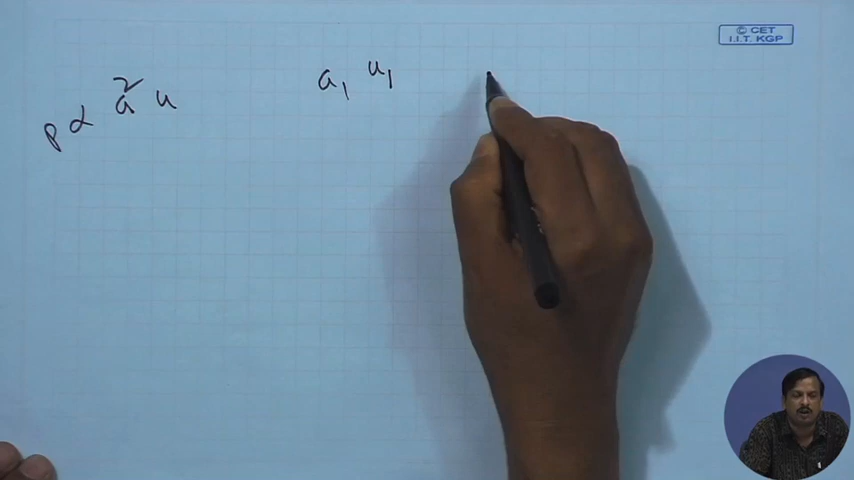 © CET
I.I.T. KGP
P ∝ a² u a₁ u₁